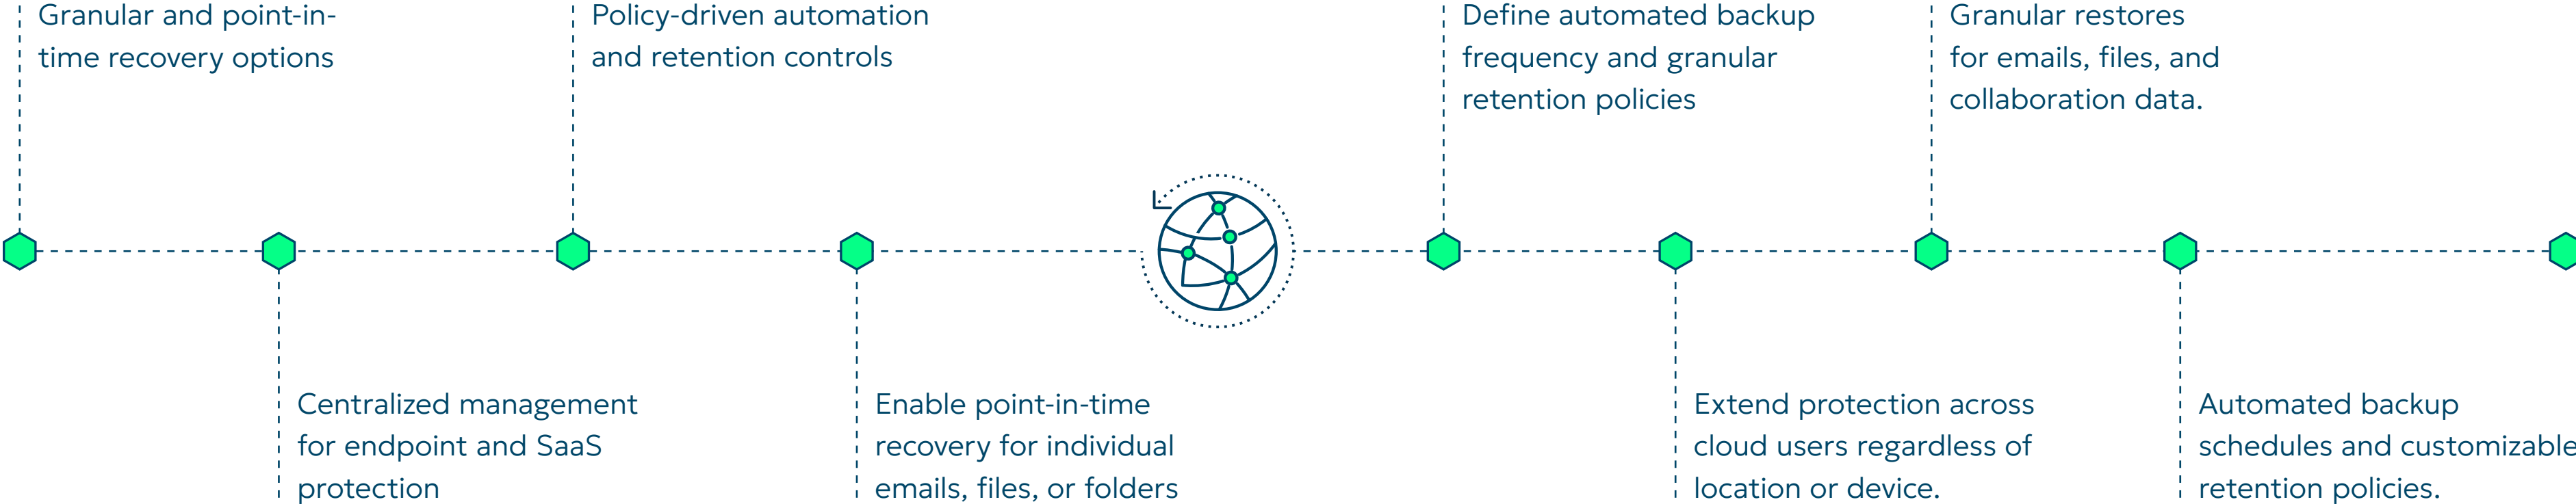 Granular and point-in-
time recovery options
Centralized management
for endpoint and SaaS
protection
Policy-driven automation
and retention controls
Enable point-in-time
recovery for individual
emails, files, or folders
Define automated backup
frequency and granular
retention policies
Extend protection across
cloud users regardless of
location or device.
Granular restores
for emails, files, and
collaboration data.
Automated backup
schedules and customizable
retention policies.